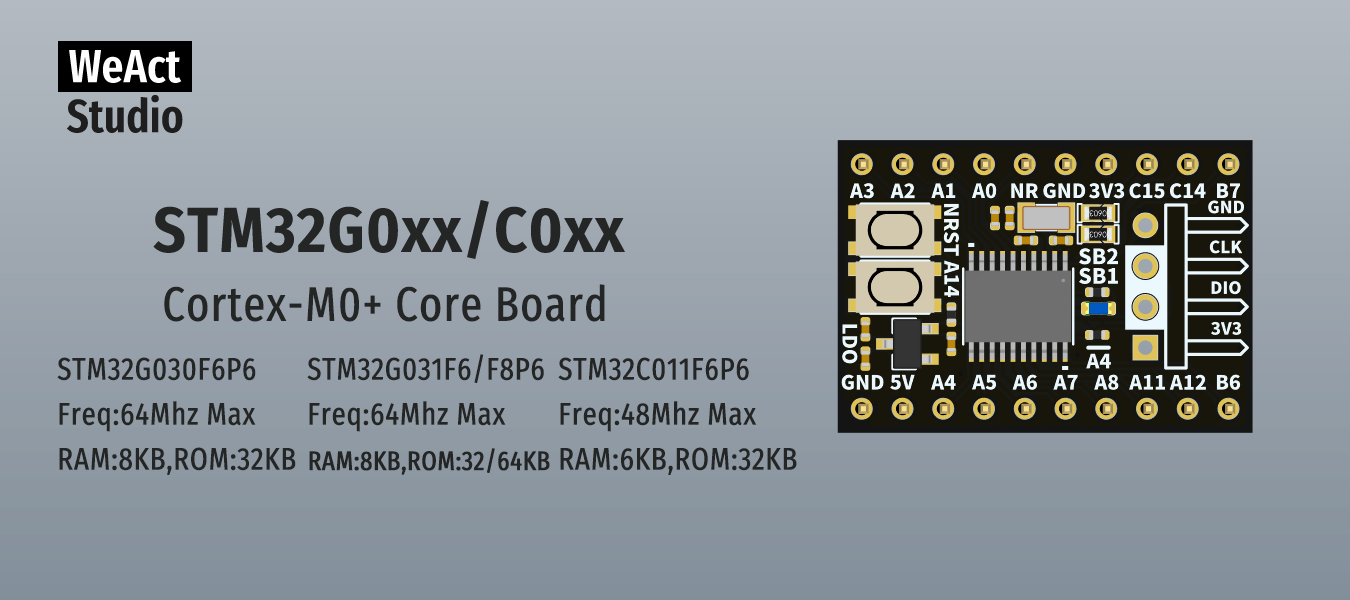 WeAct
Studio
STM32G0xx/C0xx
Cortex-M0+ Core Board
STM32G030F6P6 STM32G031F6/F8P6 STM32C011F6P6
Freq:64Mhz Max Freq:64Mhz Max Freq:48Mhz Max
RAM:8KB,ROM:32KB RAM:8KB,ROM:32/64KB RAM:6KB,ROM:32KB
A3 A2 A1 A0 NR GND 3V3 C15 C14 B7
GND
NRST
0603
0603
CLK
SB2
SB1
A14
DIO
3V3
LDO
A4
GND 5V A4 A5 A6 A7 A8 A11 A12 B6